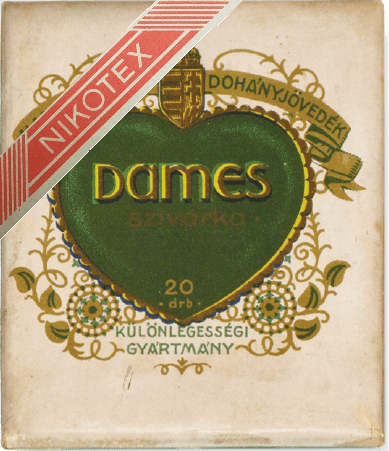 NIKOTEX
DOHÁNYJÖVEDÉK
Dames
szivarka
20
drb.
KÜLÖNLEGESSÉGI
GYÁRTMÁNY